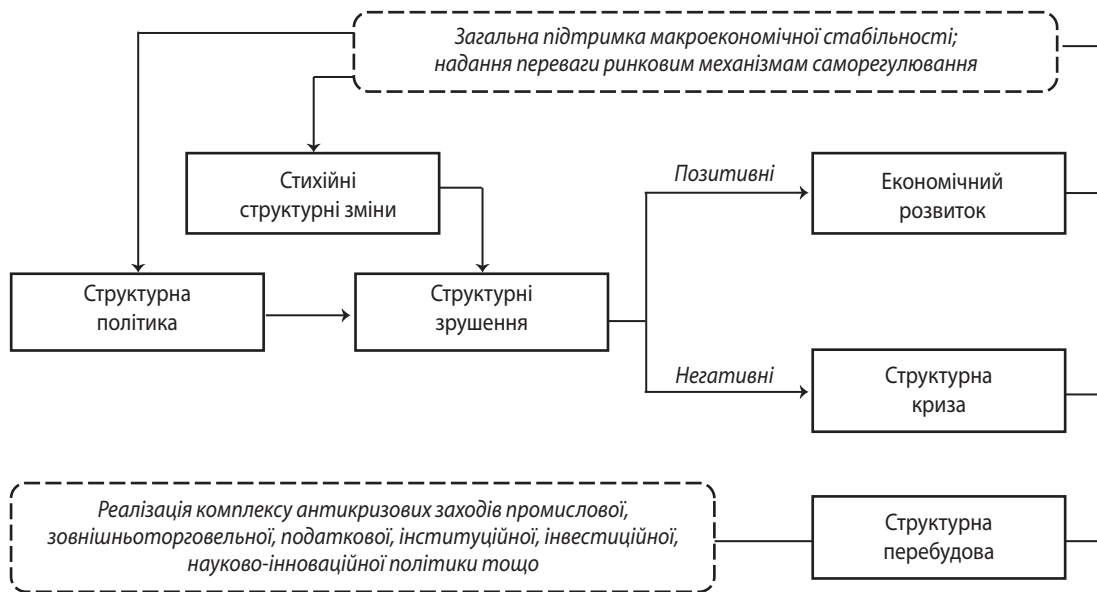 Загальна підтримка макроекономічної стабільності;
надання переваги ринковим механізмам саморегулювання
Стихійні
структурні зміни
Позитивні
Економічний
розвиток
Структурна
політика
Структурні
зрушення
Негативні
Структурна
криза
Реалізація комплексу антикризових заходів промислової,
зовнішньоторговельної, податкової, інституційної, інвестиційної,
науково-інноваційної політики тощо
Структурна
перебудова